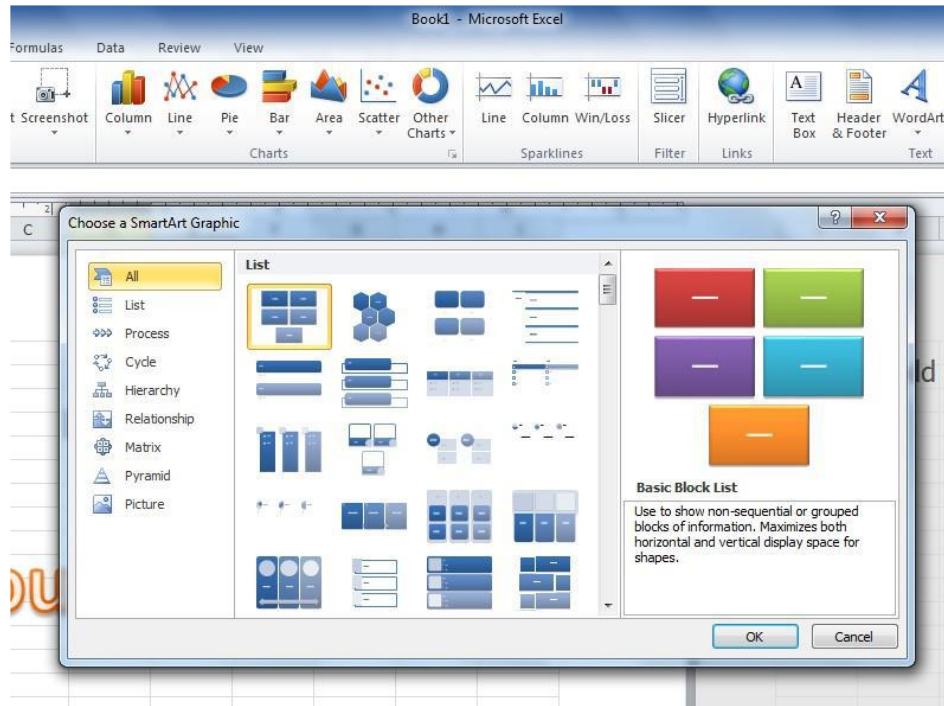 Book1 - Microsoft Excel
Formulas Data Review View
t Screenshot Column Line Pie Bar Area Scatter Other Charts Line Column Win/Loss Slicer Hyperlink Text Box Header & Footer WordArt
Charts Sparklines Filter Links Text
2
C
Choose a SmartArt Graphic
All
List
Process
Cycle
Hierarchy
Relationship
Matrix
Pyramid
Picture
List
Basic Block List
Use to show non-sequential or grouped
blocks of information. Maximizes both
horizontal and vertical display space for
shapes.
OK Cancel
ld
ou